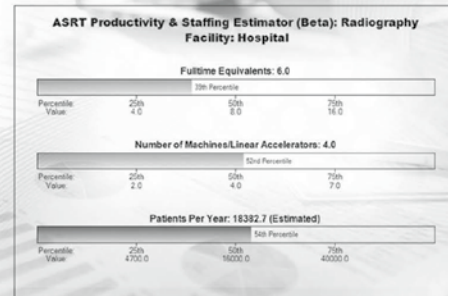 ASRT Productivity & Staffing Estimator (Beta): Radiography
Facility: Hospital
Fulltime Equivalents: 6.0
39th Percentile
Percentile: 25th 50th 75th
Value: 4.0 8.0 16.0
Number of Machines/Linear Accelerators: 4.0
52nd Percentile
Percentile: 25th 50th 75th
Value: 2.0 4.0 7.0
Patients Per Year: 18382.7 (Estimated)
54th Percentile
Percentile: 25th 50th 75th
Value: 4700.0 16000.0 40000.0